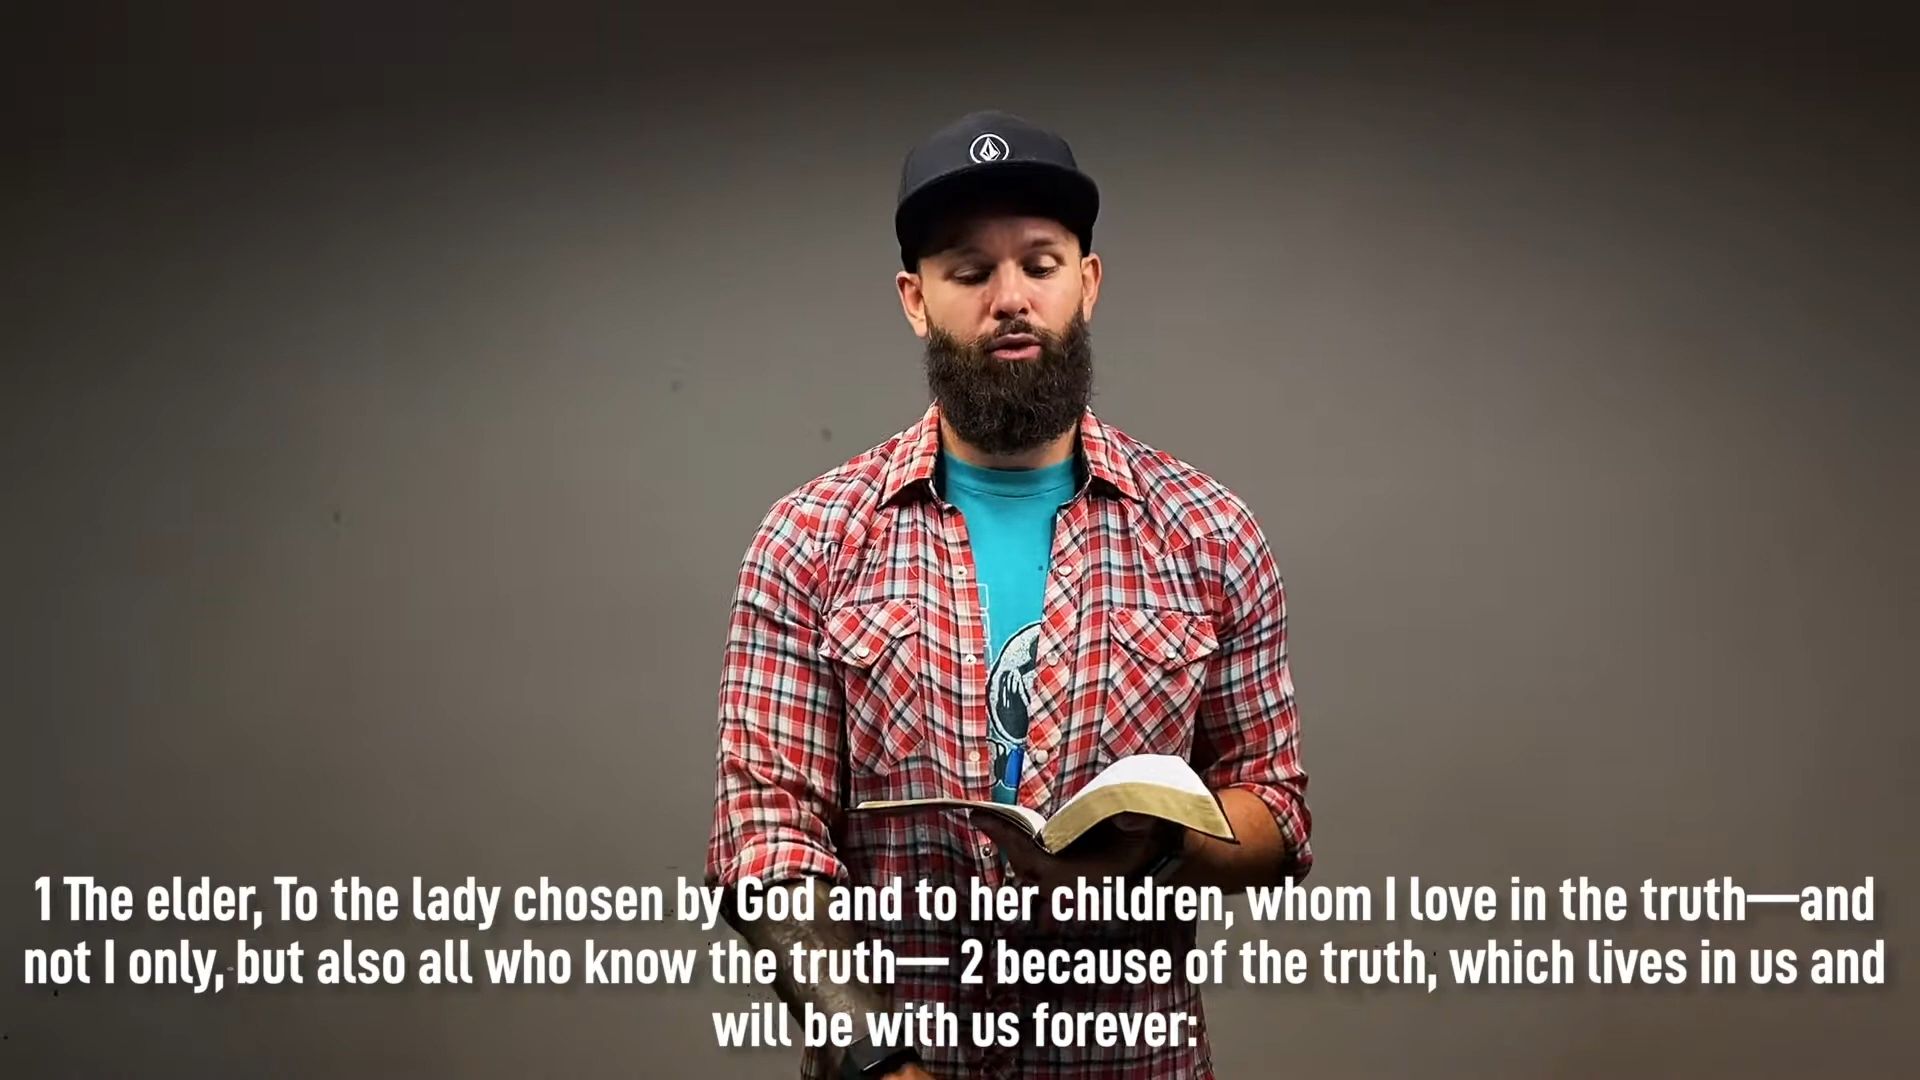 1 The elder, To the lady chosen by God and to her children, whom I love in the truth—and
not I only, but also all who know the truth— 2 because of the truth, which lives in us and
will be with us forever: